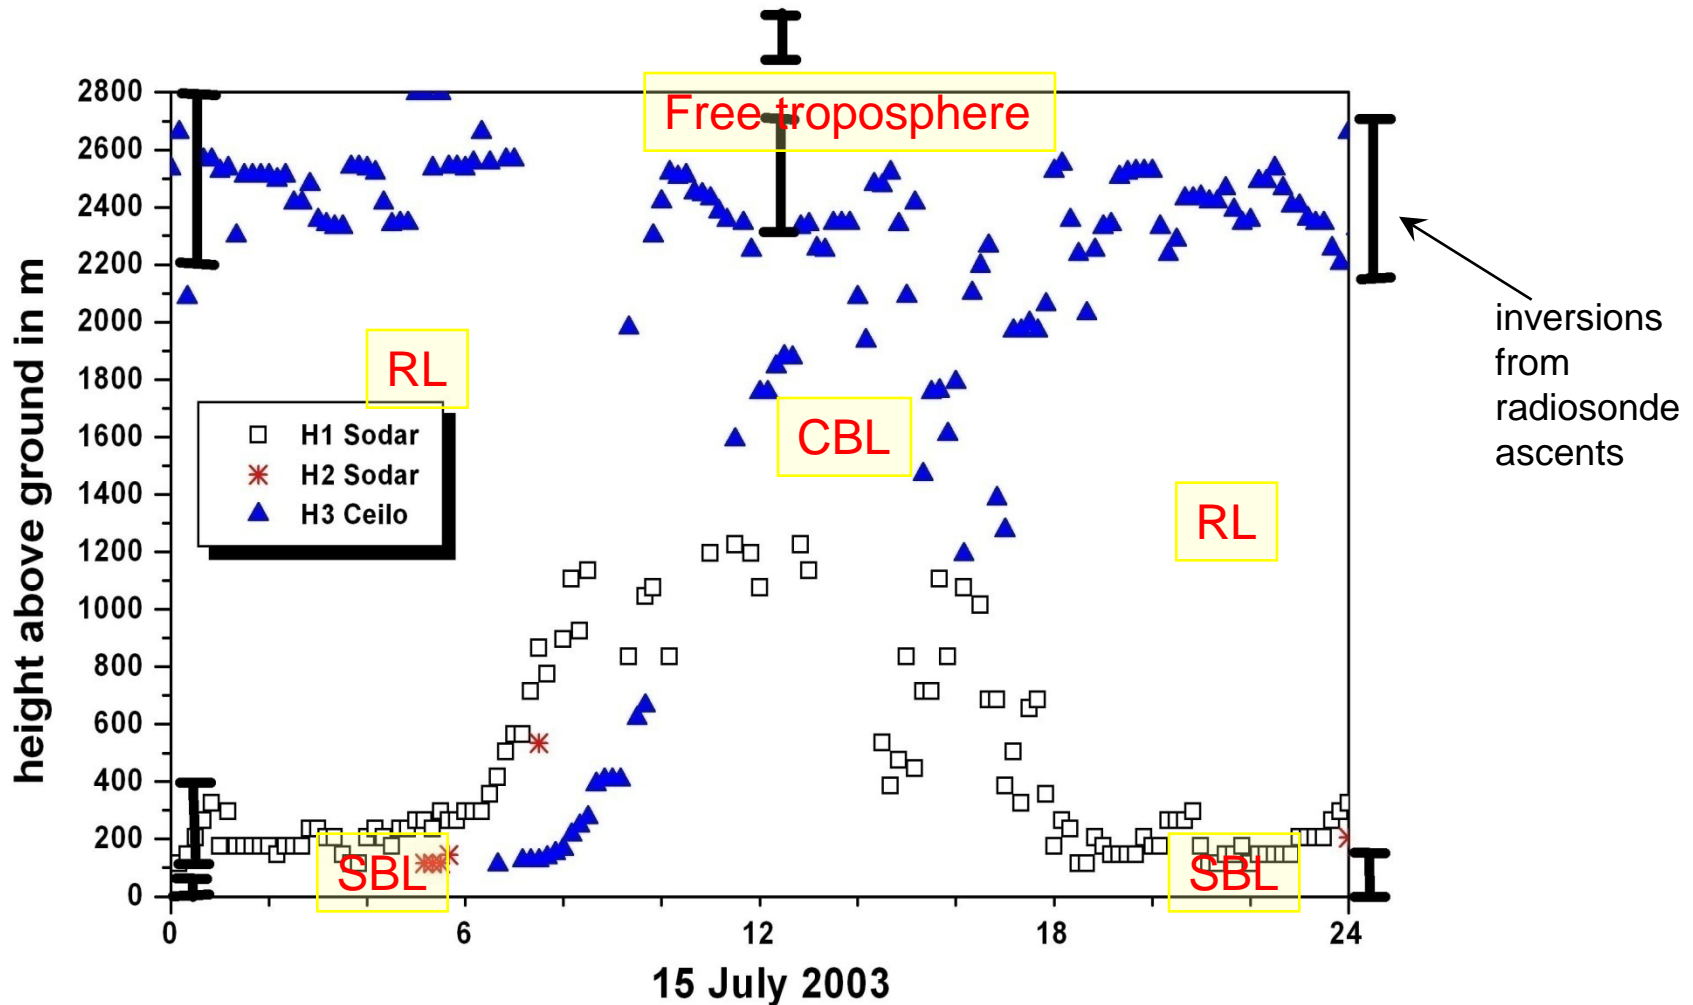 Free troposphere
2800
2600
2400
2200
2000
1800
1600
1400
1200
1000
800
600
400
200
0
height above ground in m
RL
H1 Sodar
H2 Sodar
H3 Ceilo
CBL
RL
SBL
SBL
inversions
from
radiosonde
ascents
0
6
12
18
24
15 July 2003